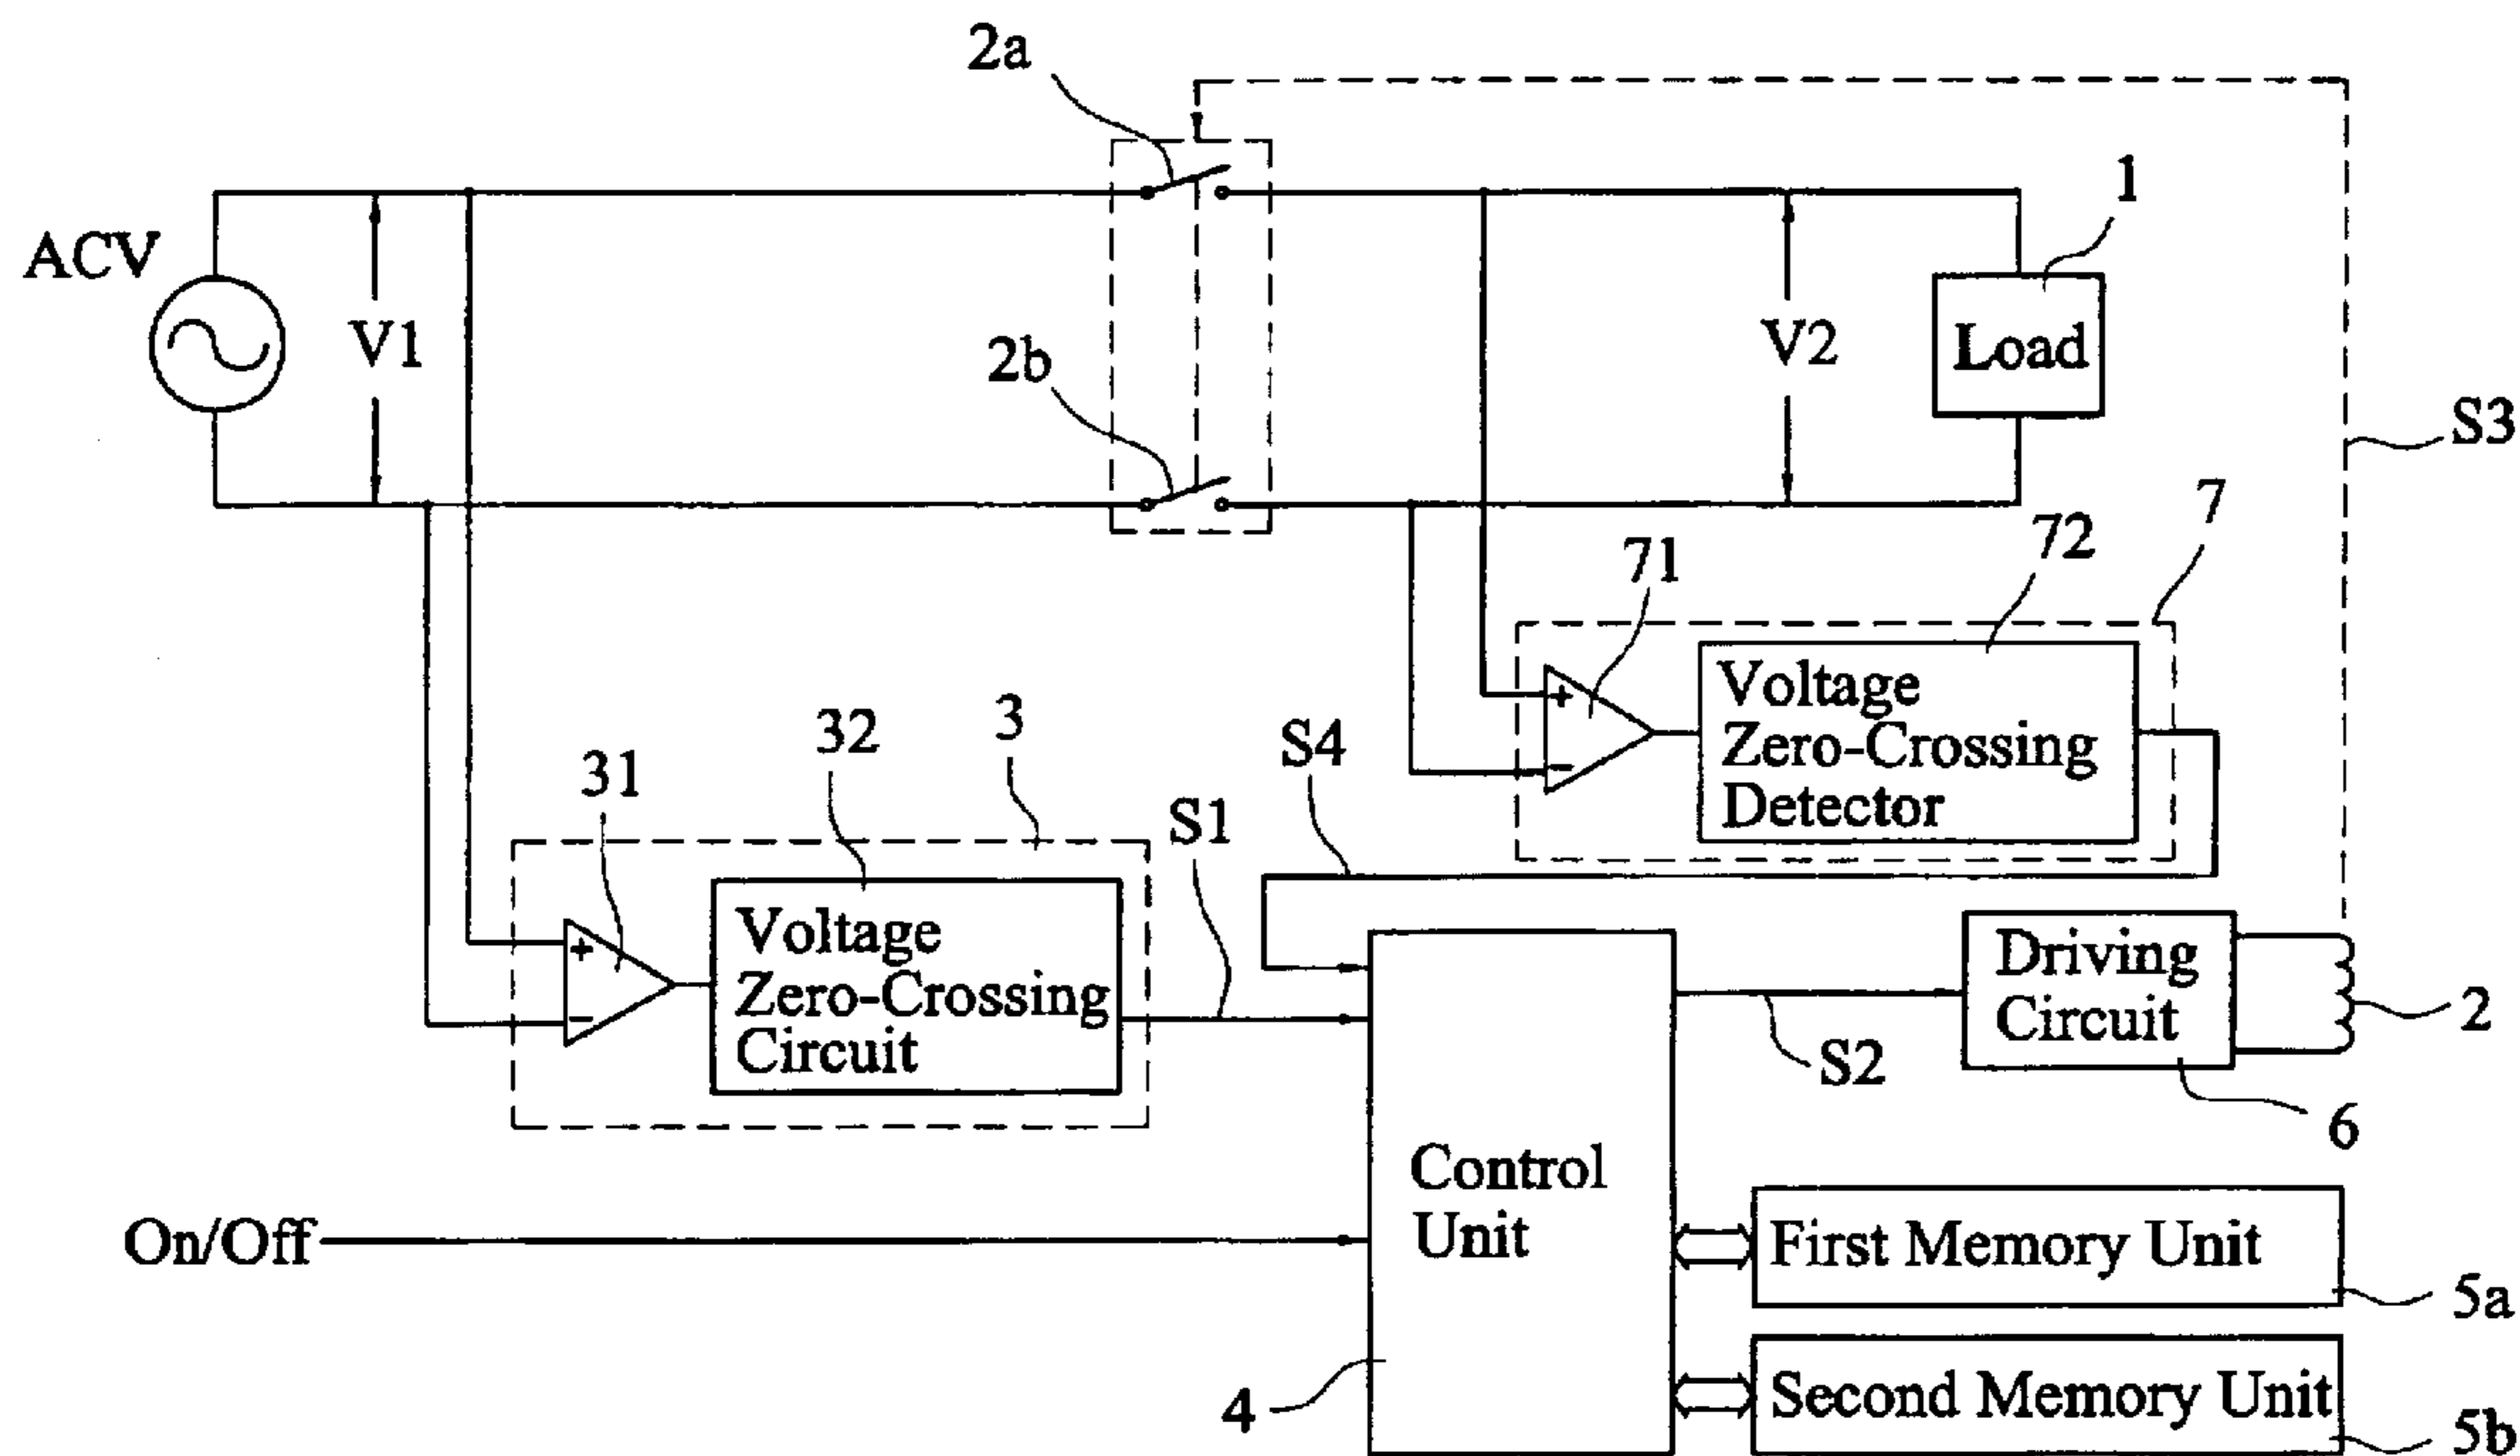 2a
1
ACV
V1
2b
V2
Load
S3
7
72
71
Voltage
Zero-Crossing
Detector
3
32
31
S4
S1
Voltage
Zero-Crossing
Circuit
Driving
Circuit
2
S2
6
Control
Unit
On/Off
First Memory Unit
5a
Second Memory Unit
5b
4
+
−
+
−